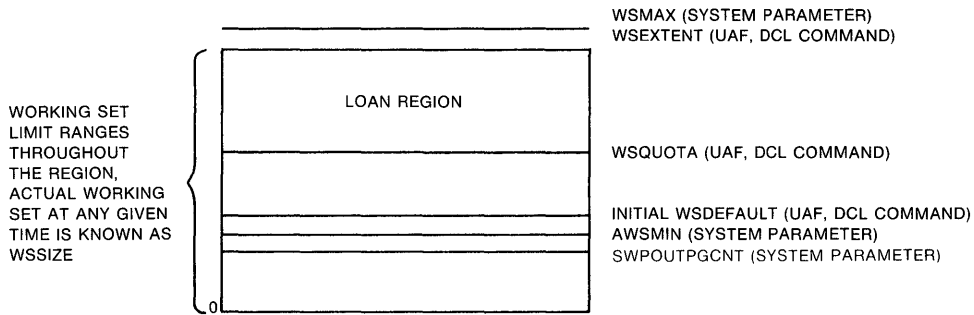 WSMAX (SYSTEM PARAMETER)
WSEXTENT (UAF, DCL COMMAND)
WORKING SET
LIMIT RANGES
THROUGHOUT
THE REGION,
ACTUAL WORKING
SET AT ANY GIVEN
TIME IS KNOWN AS
WSSIZE
LOAN REGION
WSQUOTA (UAF, DCL COMMAND)
INITIAL WSDEFAULT (UAF, DCL COMMAND)
AWSMIN (SYSTEM PARAMETER)
SWPOUTPGCNT (SYSTEM PARAMETER)
0